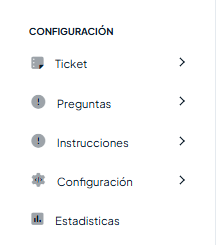 CONFIGURACIÓN
Ticket
Preguntas
Instrucciones
Configuración
Estadisticas